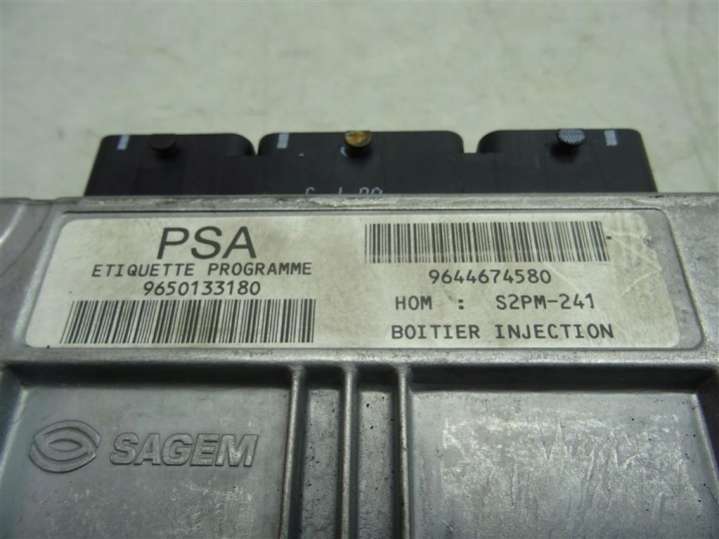 PSA
ETIQUETTE PROGRAMME
9650133180
9644674580
HOM : S2PM-241
BOITIER INJECTION
SAGEM